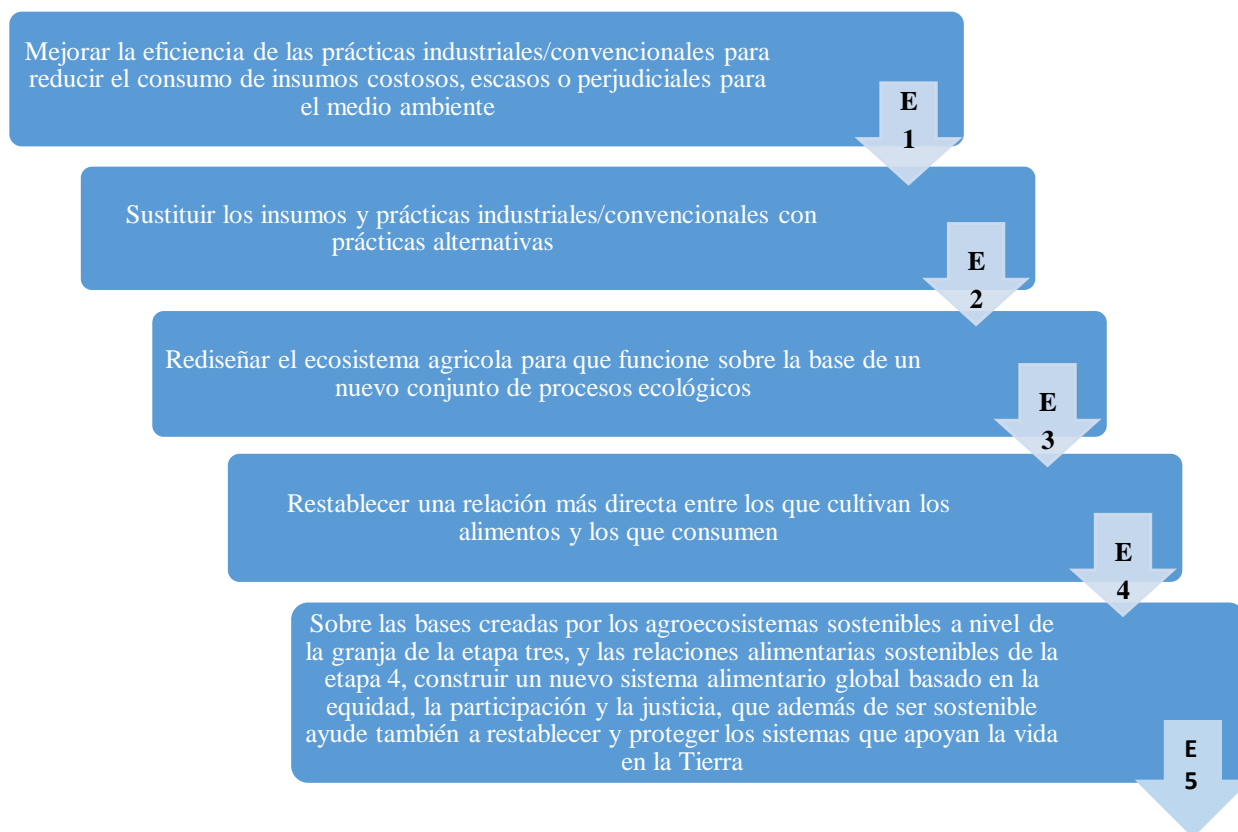 Mejorar la eficiencia de las prácticas industriales/convencionales para
reducir el consumo de insumos costosos, escasos o perjudiciales para
el medio ambiente
E
1
Sustituir los insumos y prácticas industriales/convencionales con
prácticas alternativas
E
2
Rediseñar el ecosistema agricola para que funcione sobre la base de un
nuevo conjunto de procesos ecológicos
E
3
Restablecer una relación más directa entre los que cultivan los
alimentos y los que consumen
E
4
Sobre las bases creadas por los agroecosistemas sostenibles a nivel de
la granja de la etapa tres, y las relaciones alimentarias sostenibles de la
etapa 4, construir un nuevo sistema alimentario global basado en la
equidad, la participación y la justicia, que además de ser sostenible
ayude también a restablecer y proteger los sistemas que apoyan la vida
en la Tierra
E
5